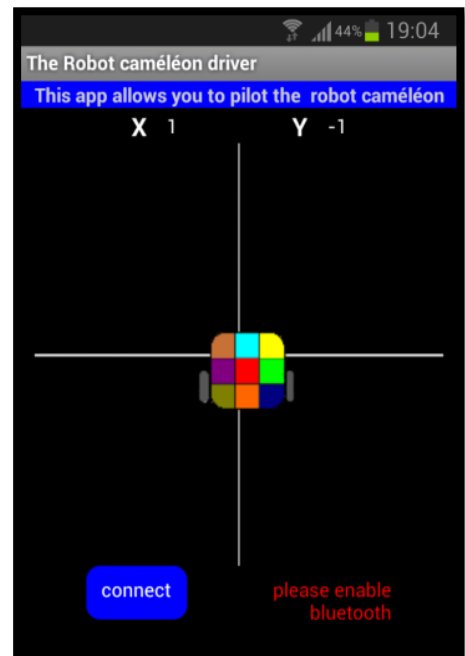 44% 19:04
The Robot caméléon driver
This app allows you to pilot the robot caméléon
X 1 Y -1
connect
please enable
bluetooth